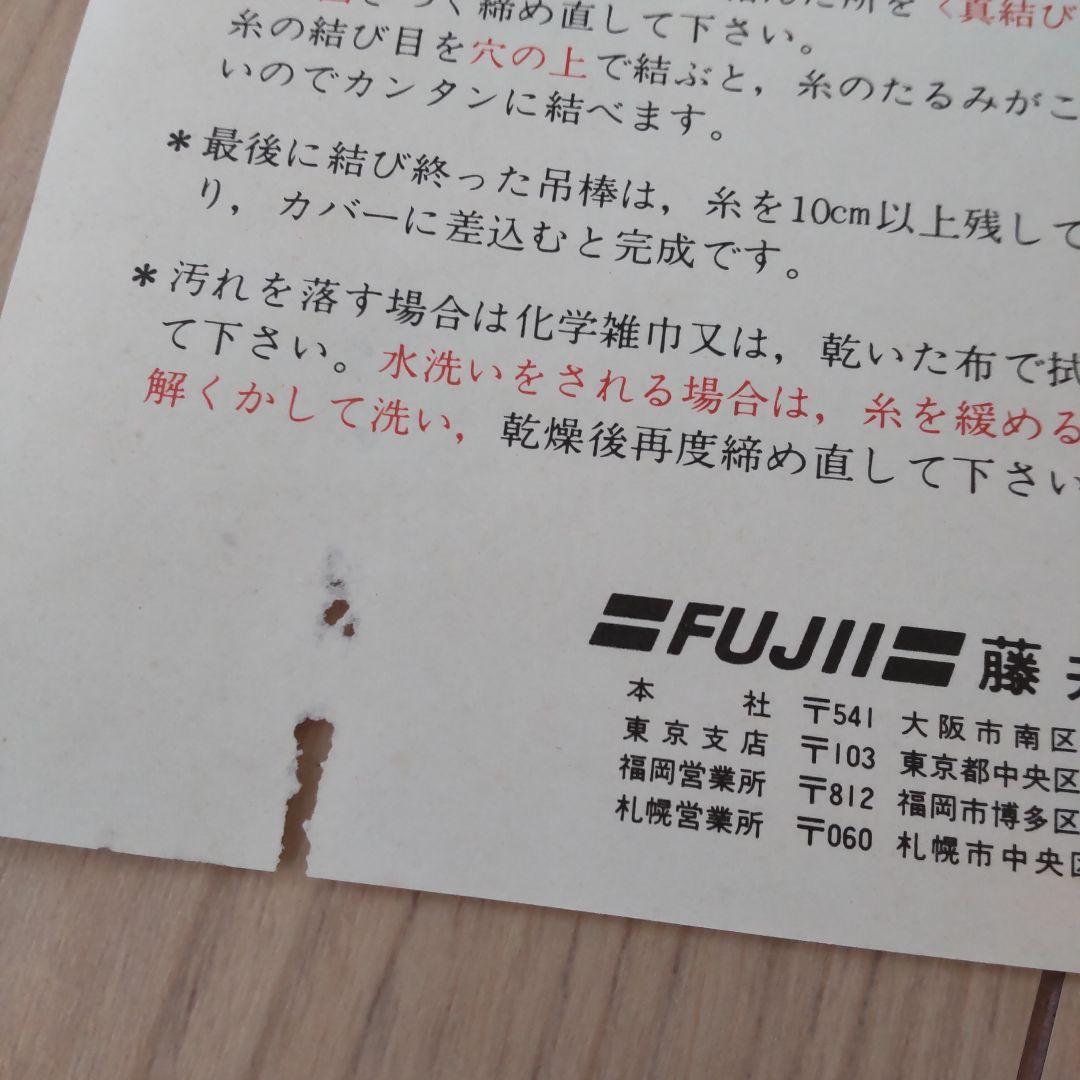 締め直して下さい。
糸の結び目を穴の上で結ぶと，糸のたるみがこ
いのでカンタンに結べます。
＊最後に結び終った吊棒は，糸を10cm以上残して
り，カバーに差込むと完成です。
＊汚れを落す場合は化学雑巾又は，乾いた布で拭
て下さい。水洗いをされる場合は，糸を緩める
解くかして洗い，乾燥後再度締め直して下さい
FUJII 藤
本社 〒541 大阪市南区
東京支店 〒103 東京都中央区
福岡営業所 〒812 福岡市博多区
札幌営業所 〒060 札幌市中央区